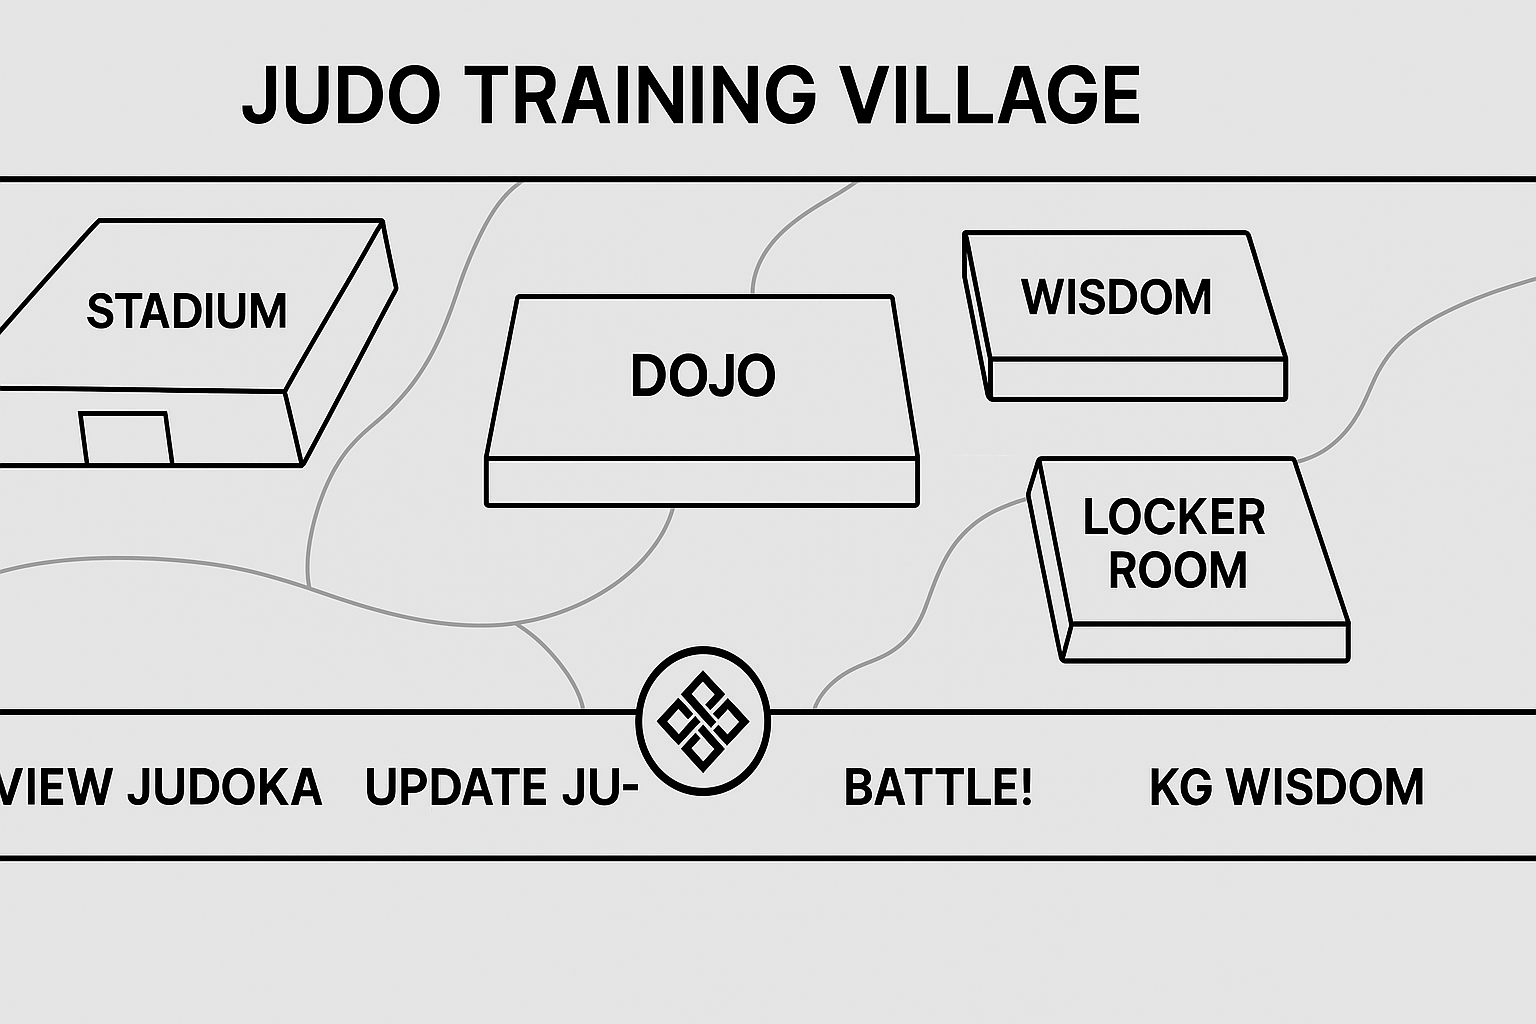 JUDO TRAINING VILLAGE
STADIUM
DOJO
WISDOM
LOCKER
ROOM
VIEW JUDOKA
UPDATE JU-
BATTLE!
KG WISDOM